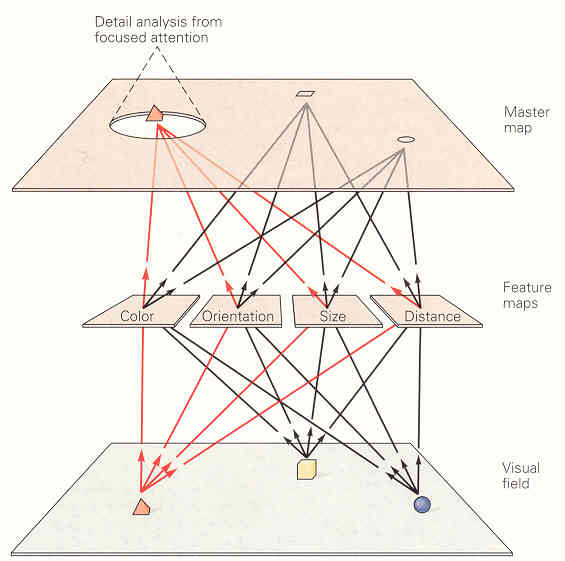 Detail analysis from
focused attention
Master
map
Feature
maps
Color
Orientation
Size
Distance
Visual
field